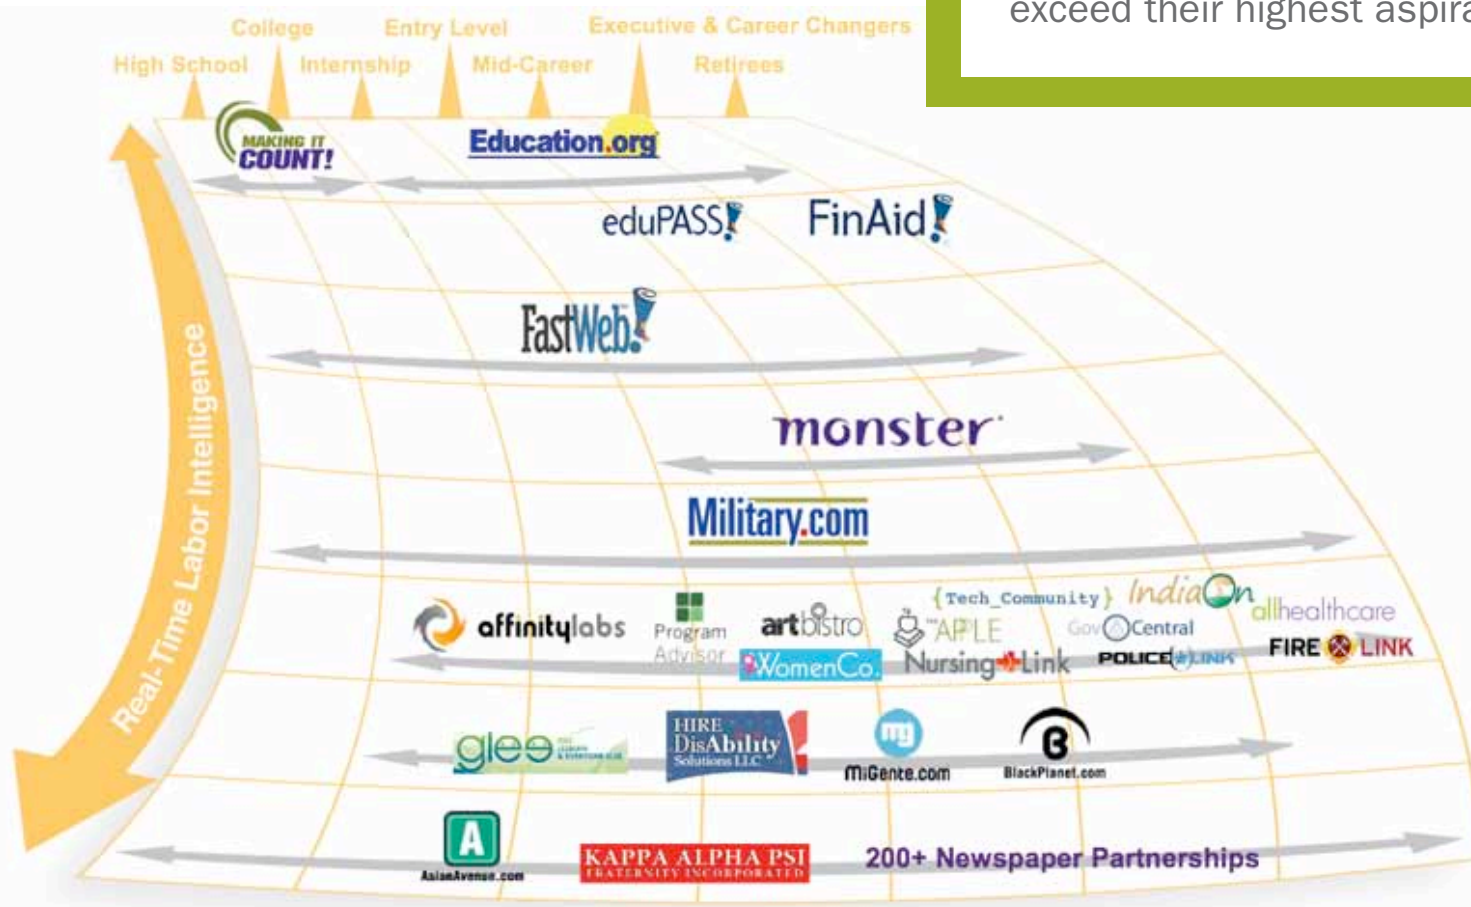 exceed their highest aspira
College Entry Level Executive & Career Changers
High School Internship Mid-Career Retirees
MAKING IT
COUNT!
Education.org
eduPASS!
FinAid!
FastWeb!
monster
Military.com
Real-Time Labor Intelligence
affinitylabs
Program
Advisor
artbistro
WomenCo.
{Tech_Community}
THE APPLE
Nursing Link
IndiaOn
GovCentral
POLICE LINK
allhealthcare
FIRE LINK
glee
HIRE
DisAbility
Solutions LLC
mg
MiGente.com
B
BlackPlanet.com
A
AsianAvenue.com
KAPPA ALPHA PSI
FRATERNITY INCORPORATED
200+ Newspaper Partnerships